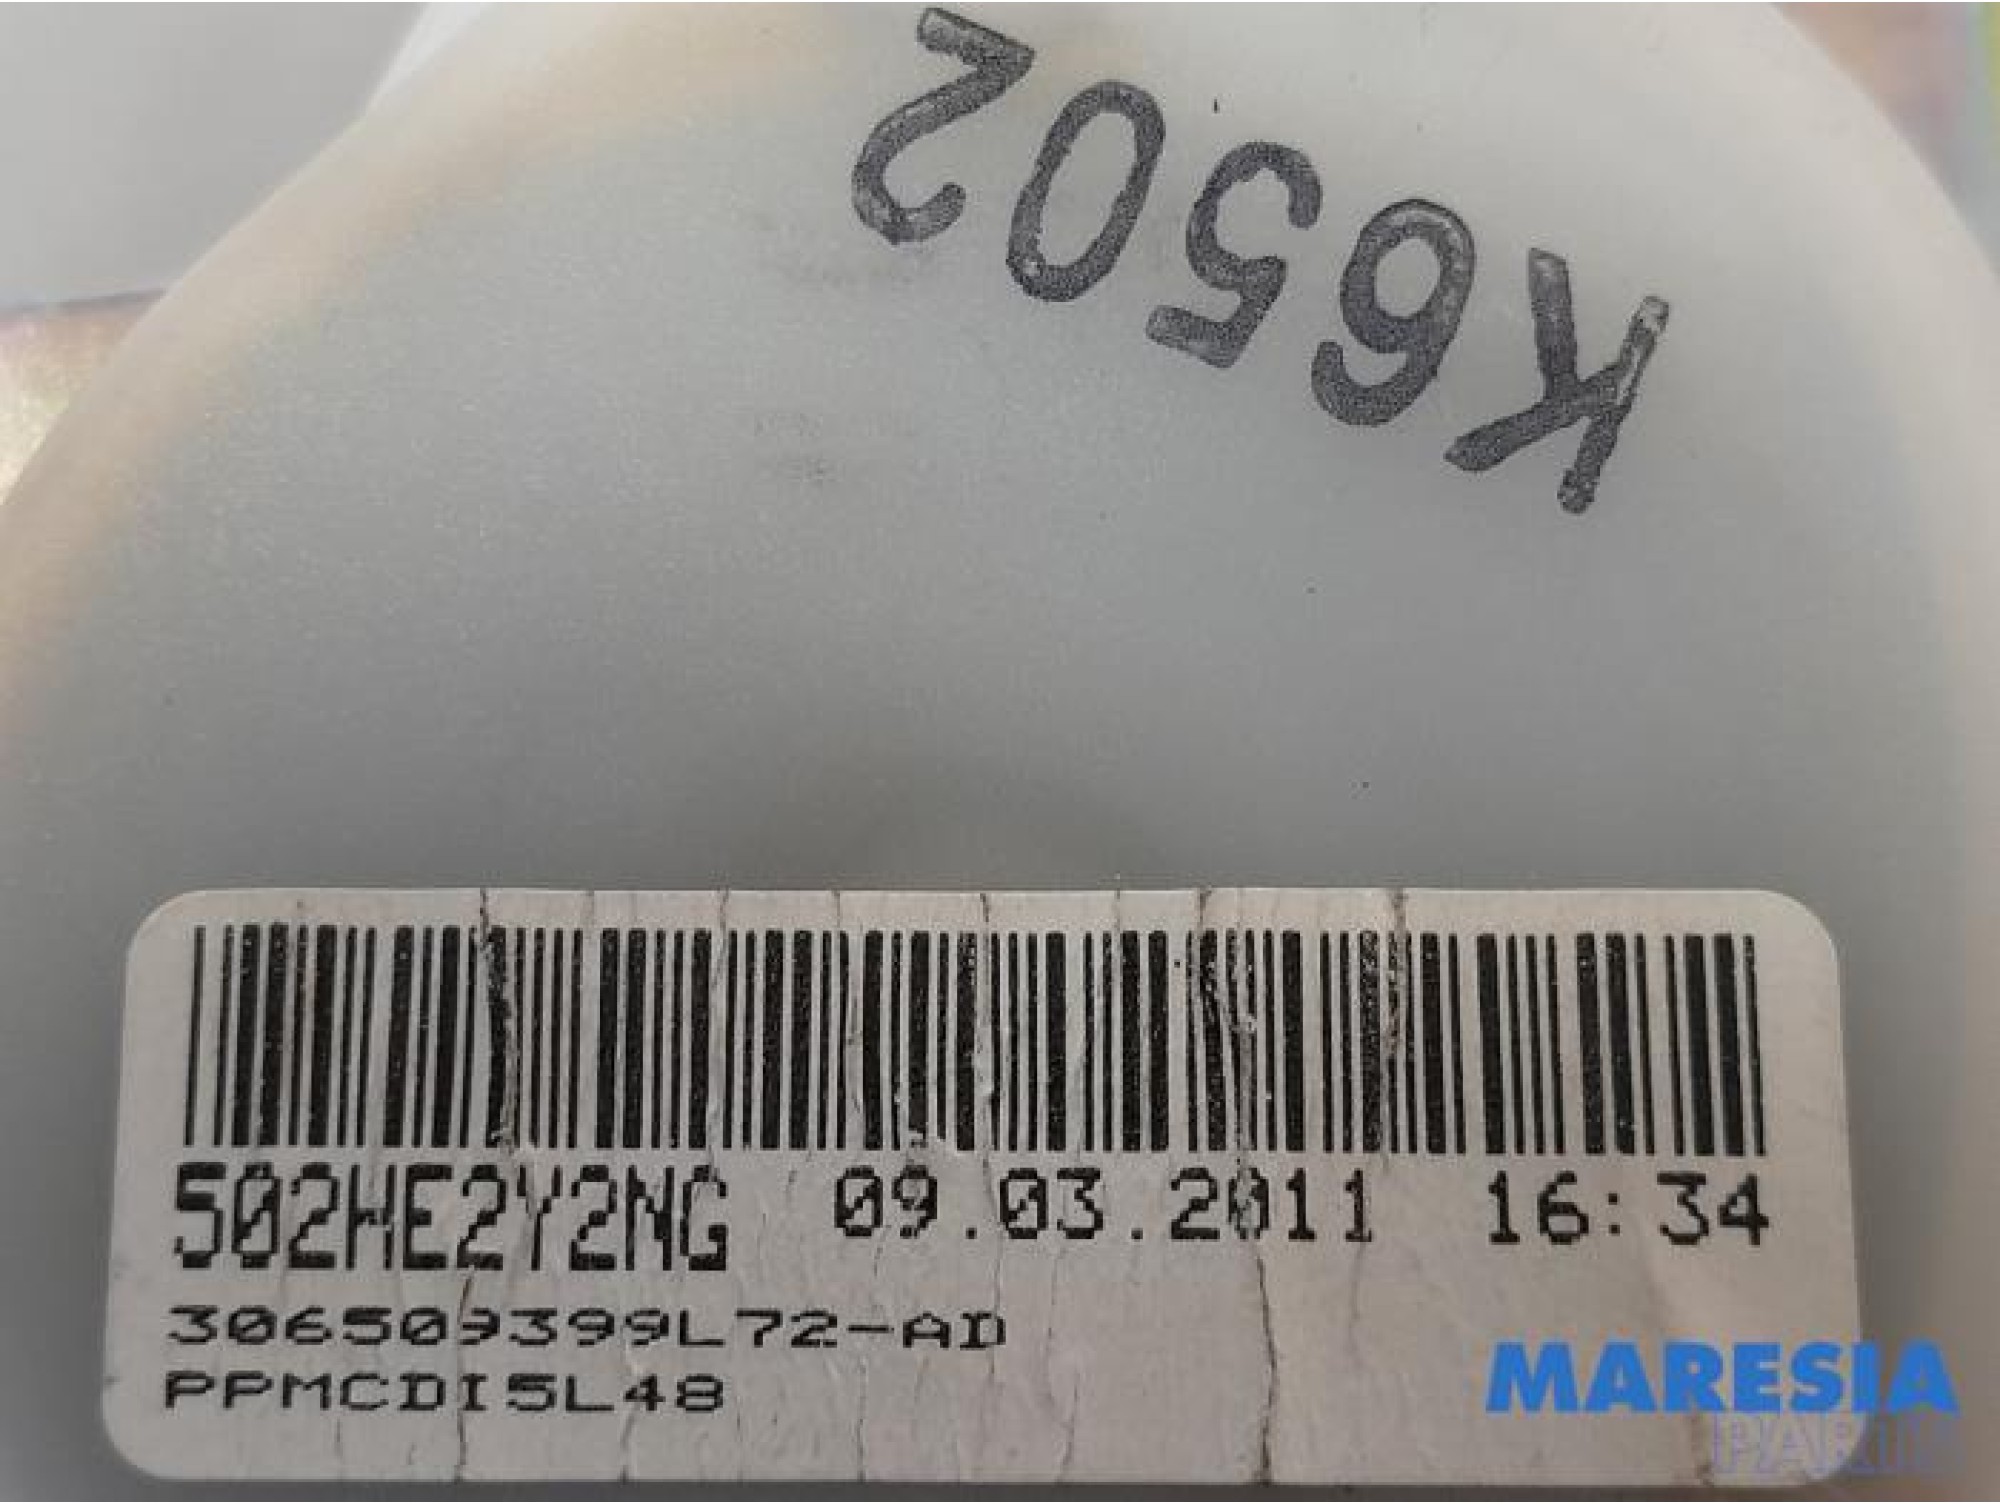 K6502
502HE2Y2NG 09.03.2011 16:34
306509399L72-AD
PPMCDI5L48
MARESIA
PARTS